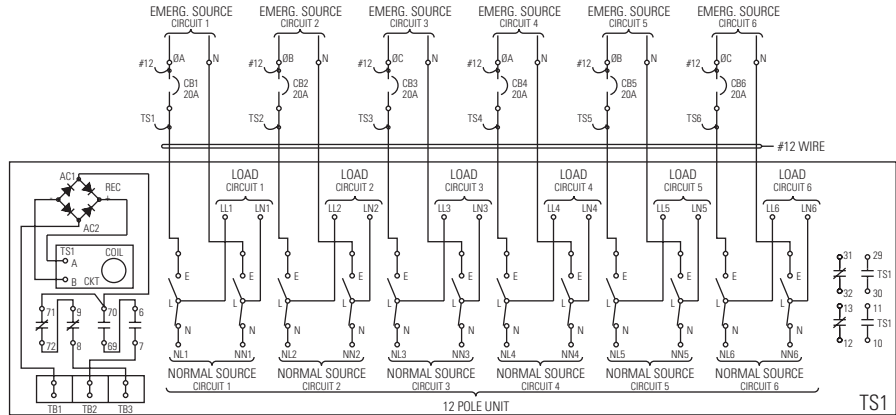 EMERG. SOURCE EMERG. SOURCE EMERG. SOURCE EMERG. SOURCE EMERG. SOURCE EMERG. SOURCE
CIRCUIT 1 CIRCUIT 2 CIRCUIT 3 CIRCUIT 4 CIRCUIT 5 CIRCUIT 6
#12 ØA N #12 ØB N #12 ØC N #12 ØA N #12 ØB N #12 ØC N
CB1 CB2 CB3 CB4 CB5 CB6
20A 20A 20A 20A 20A 20A
TS1 TS2 TS3 TS4 TS5 TS6
#12 WIRE
AC1 REC
- +
AC2
LOAD LOAD LOAD LOAD LOAD LOAD
CIRCUIT 1 CIRCUIT 2 CIRCUIT 3 CIRCUIT 4 CIRCUIT 5 CIRCUIT 6
LL1 LN1 LL2 LN2 LL3 LN3 LL4 LN4 LL5 LN5 LL6 LN6
TS1 COIL
A
B CKT
E E E E E E E E E E E E
L L L L L L L L L L L L
N N N N N N N N N N N N
31 29
TS1
32 30
13 11
TS1
12 10
71 9 70 6
72 8 69 7
NL1 NN1 NL2 NN2 NL3 NN3 NL4 NN4 NL5 NN5 NL6 NN6
NORMAL SOURCE NORMAL SOURCE NORMAL SOURCE NORMAL SOURCE NORMAL SOURCE NORMAL SOURCE
CIRCUIT 1 CIRCUIT 2 CIRCUIT 3 CIRCUIT 4 CIRCUIT 5 CIRCUIT 6
TB1 TB2 TB3
12 POLE UNIT
TS1